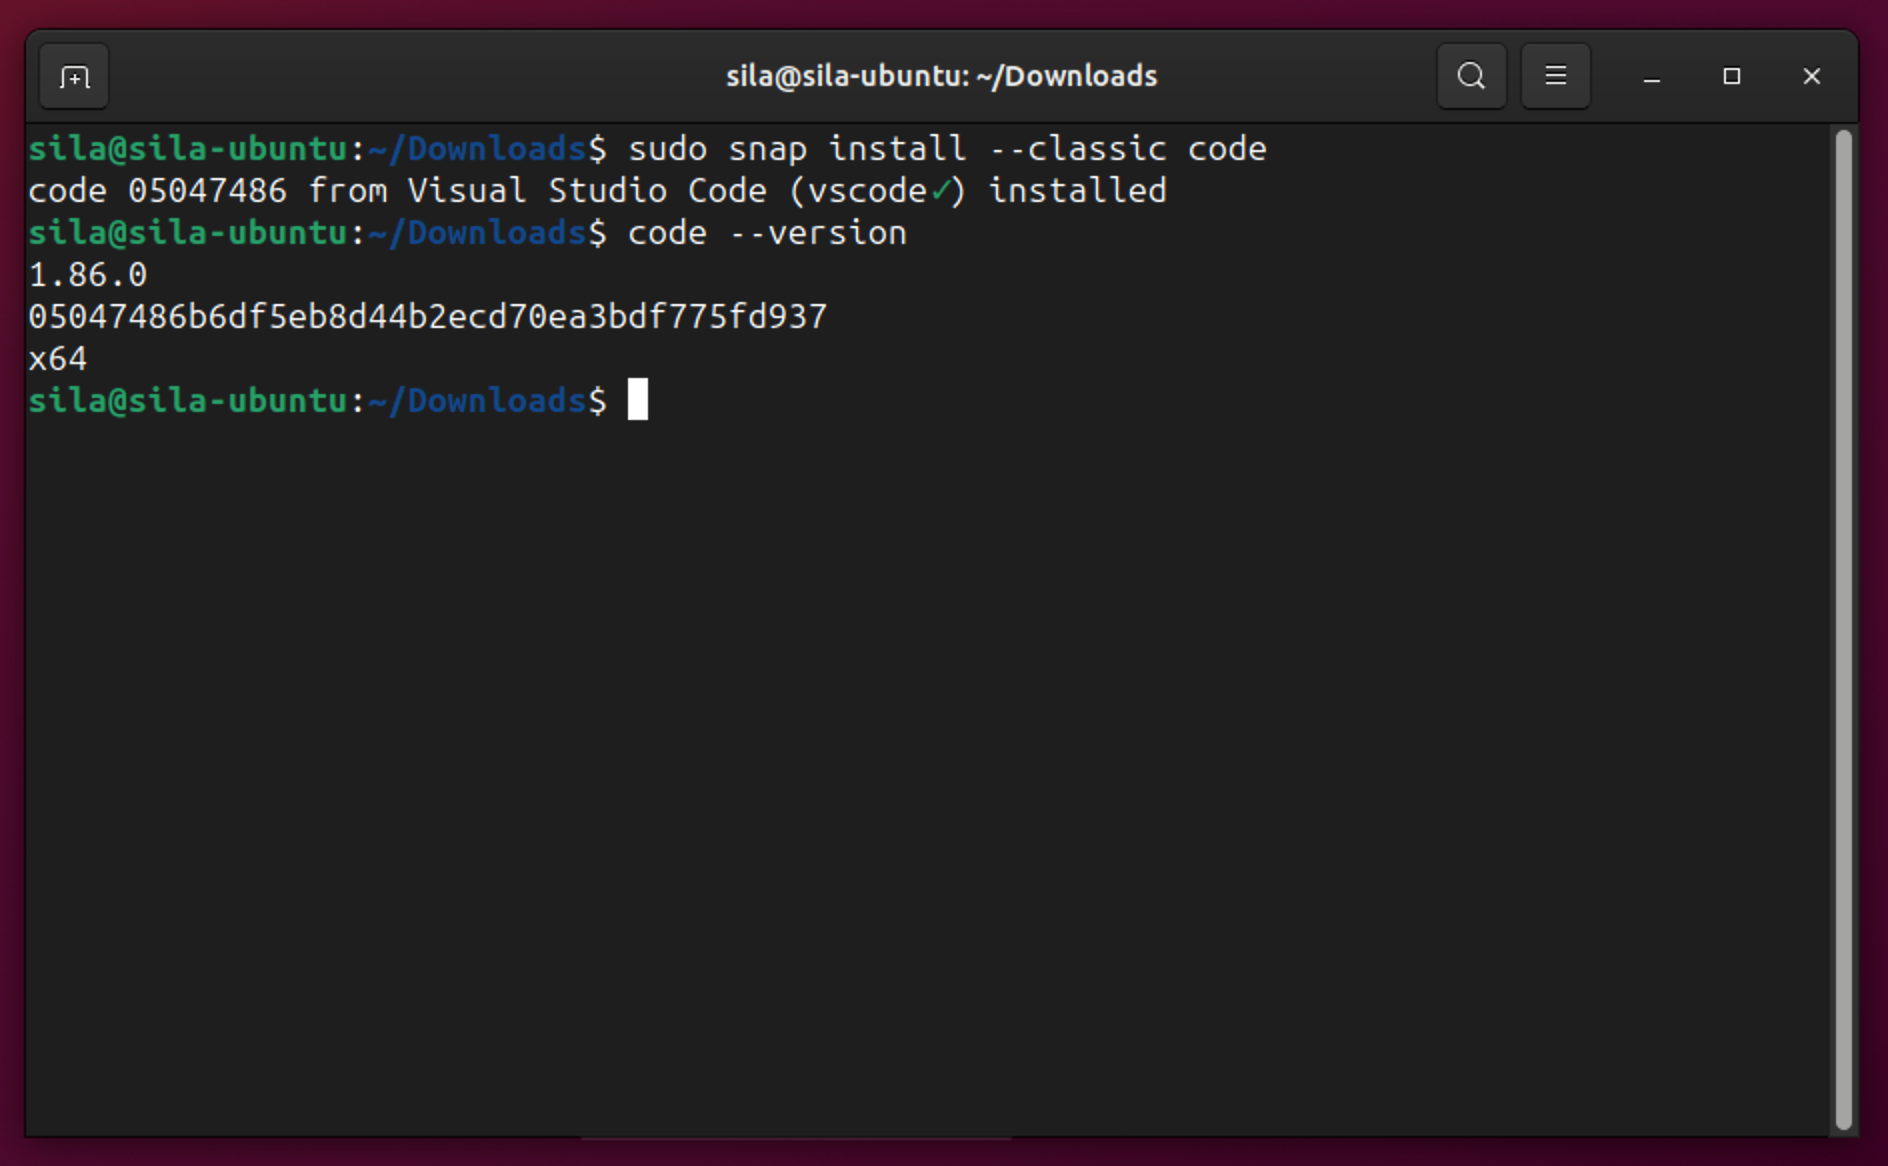 sila@sila-ubuntu: ~/Downloads
sila@sila-ubuntu:~/Downloads$ sudo snap install --classic code
code 05047486 from Visual Studio Code (vscode✓) installed
sila@sila-ubuntu:~/Downloads$ code --version
1.86.0
05047486b6df5eb8d44b2ecd70ea3bdf775fd937
x64
sila@sila-ubuntu:~/Downloads$